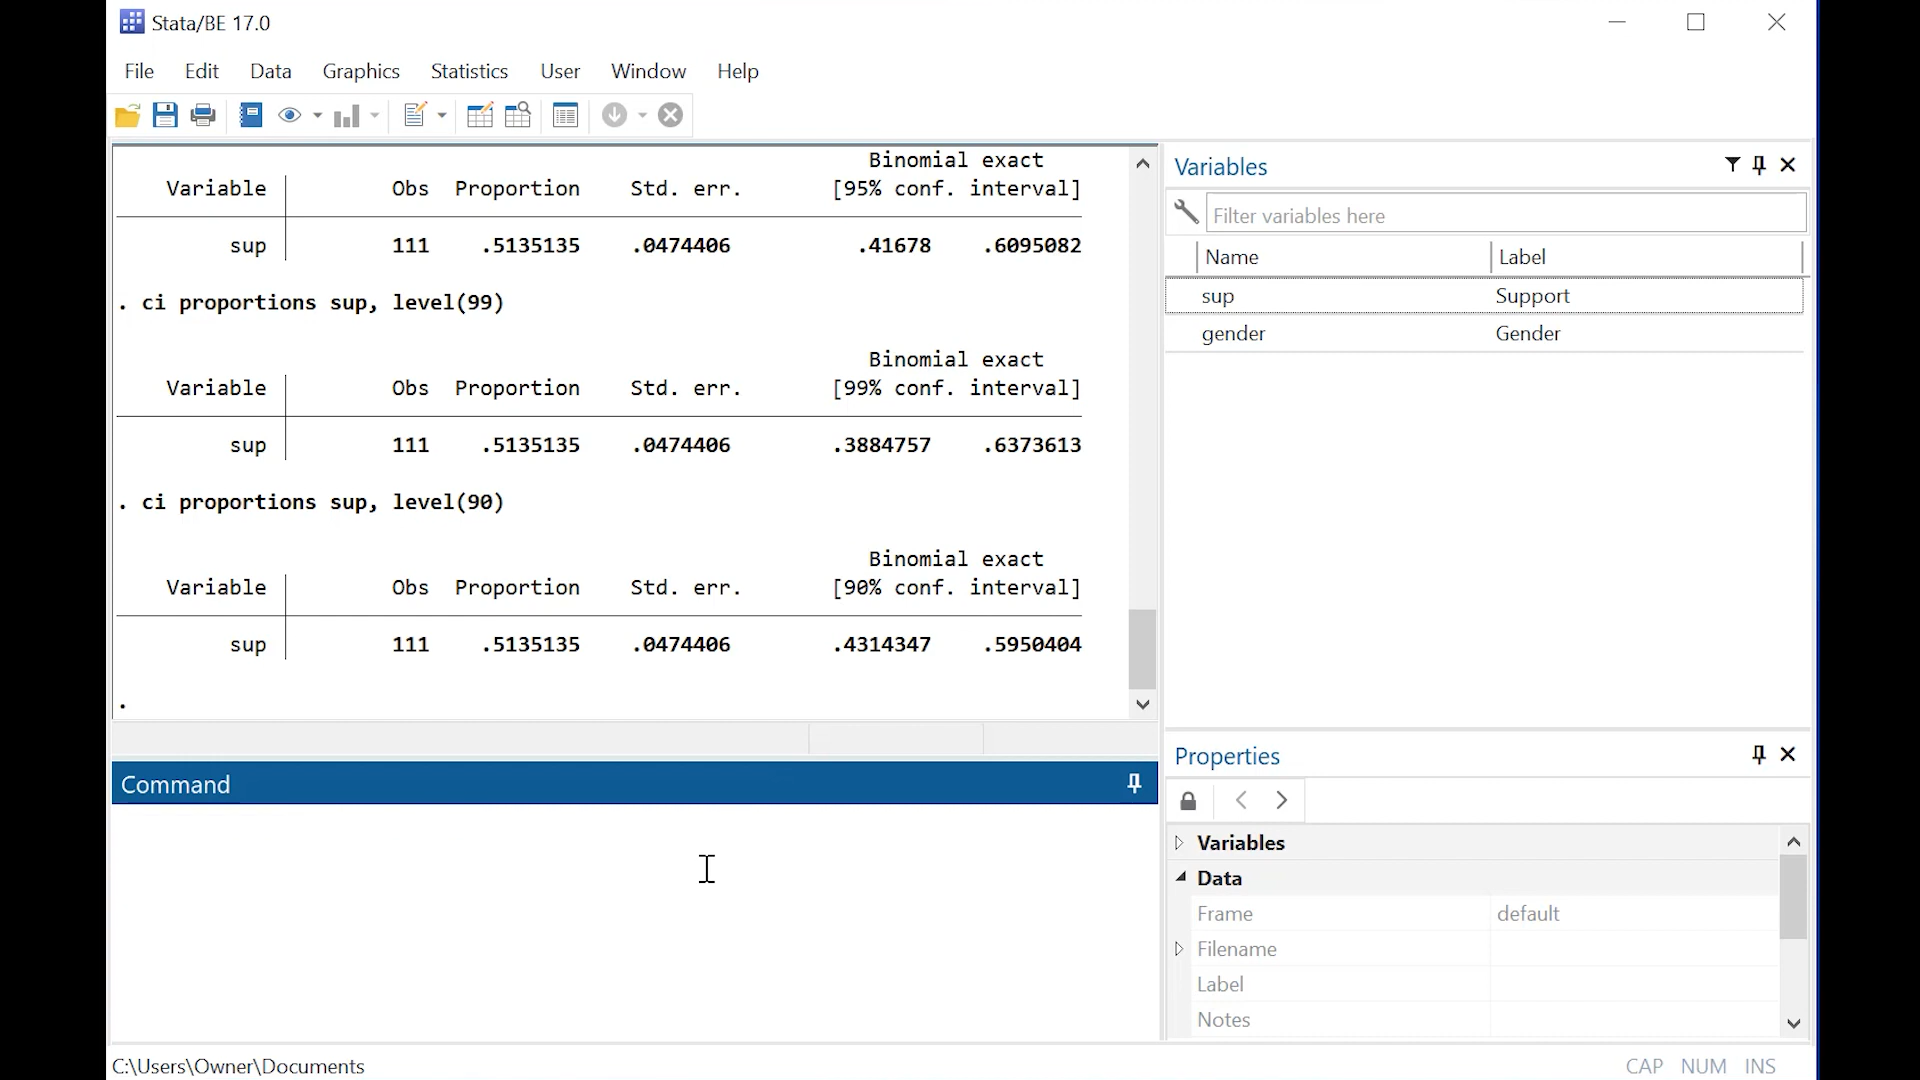 Stata/BE 17.0
File Edit Data Graphics Statistics User Window Help
Binomial exact
Variable Obs Proportion Std. err. [95% conf. interval]
sup 111 .5135135 .0474406 .41678 .6095082
. ci proportions sup, level(99)
Binomial exact
Variable Obs Proportion Std. err. [99% conf. interval]
sup 111 .5135135 .0474406 .3884757 .6373613
. ci proportions sup, level(90)
Binomial exact
Variable Obs Proportion Std. err. [90% conf. interval]
sup 111 .5135135 .0474406 .4314347 .5950404
.
Command
Variables
Filter variables here
Name Label
sup Support
gender Gender
Properties
Variables
Data
Frame default
Filename
Label
Notes
C:\Users\Owner\Documents
CAP NUM INS